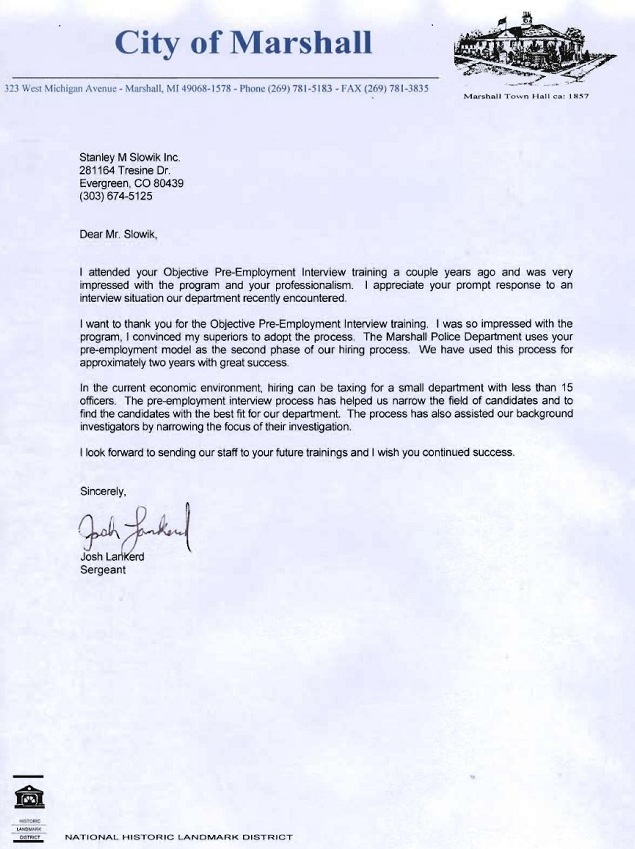 City of Marshall
323 West Michigan Avenue - Marshall, MI 49068-1578 - Phone (269) 781-5183 - FAX (269) 781-3835
Marshall Town Hall ca: 1857
Stanley M Slowik Inc.
281164 Tresine Dr.
Evergreen, CO 80439
(303) 674-5125
Dear Mr. Slowik,
I attended your Objective Pre-Employment Interview training a couple years ago and was very
impressed with the program and your professionalism. I appreciate your prompt response to an
interview situation our department recently encountered.
I want to thank you for the Objective Pre-Employment Interview training. I was so impressed with the
program, I convinced my superiors to adopt the process. The Marshall Police Department uses your
pre-employment model as the second phase of our hiring process. We have used this process for
approximately two years with great success.
In the current economic environment, hiring can be taxing for a small department with less than 15
officers. The pre-employment interview process has helped us narrow the field of candidates and to
find the candidates with the best fit for our department. The process has also assisted our background
investigators by narrowing the focus of their investigation.
I look forward to sending our staff to your future trainings and I wish you continued success.
Sincerely,
Josh Lankerd
Josh Lankerd
Sergeant
HISTORIC
LANDMARK
DISTRICT
NATIONAL HISTORIC LANDMARK DISTRICT